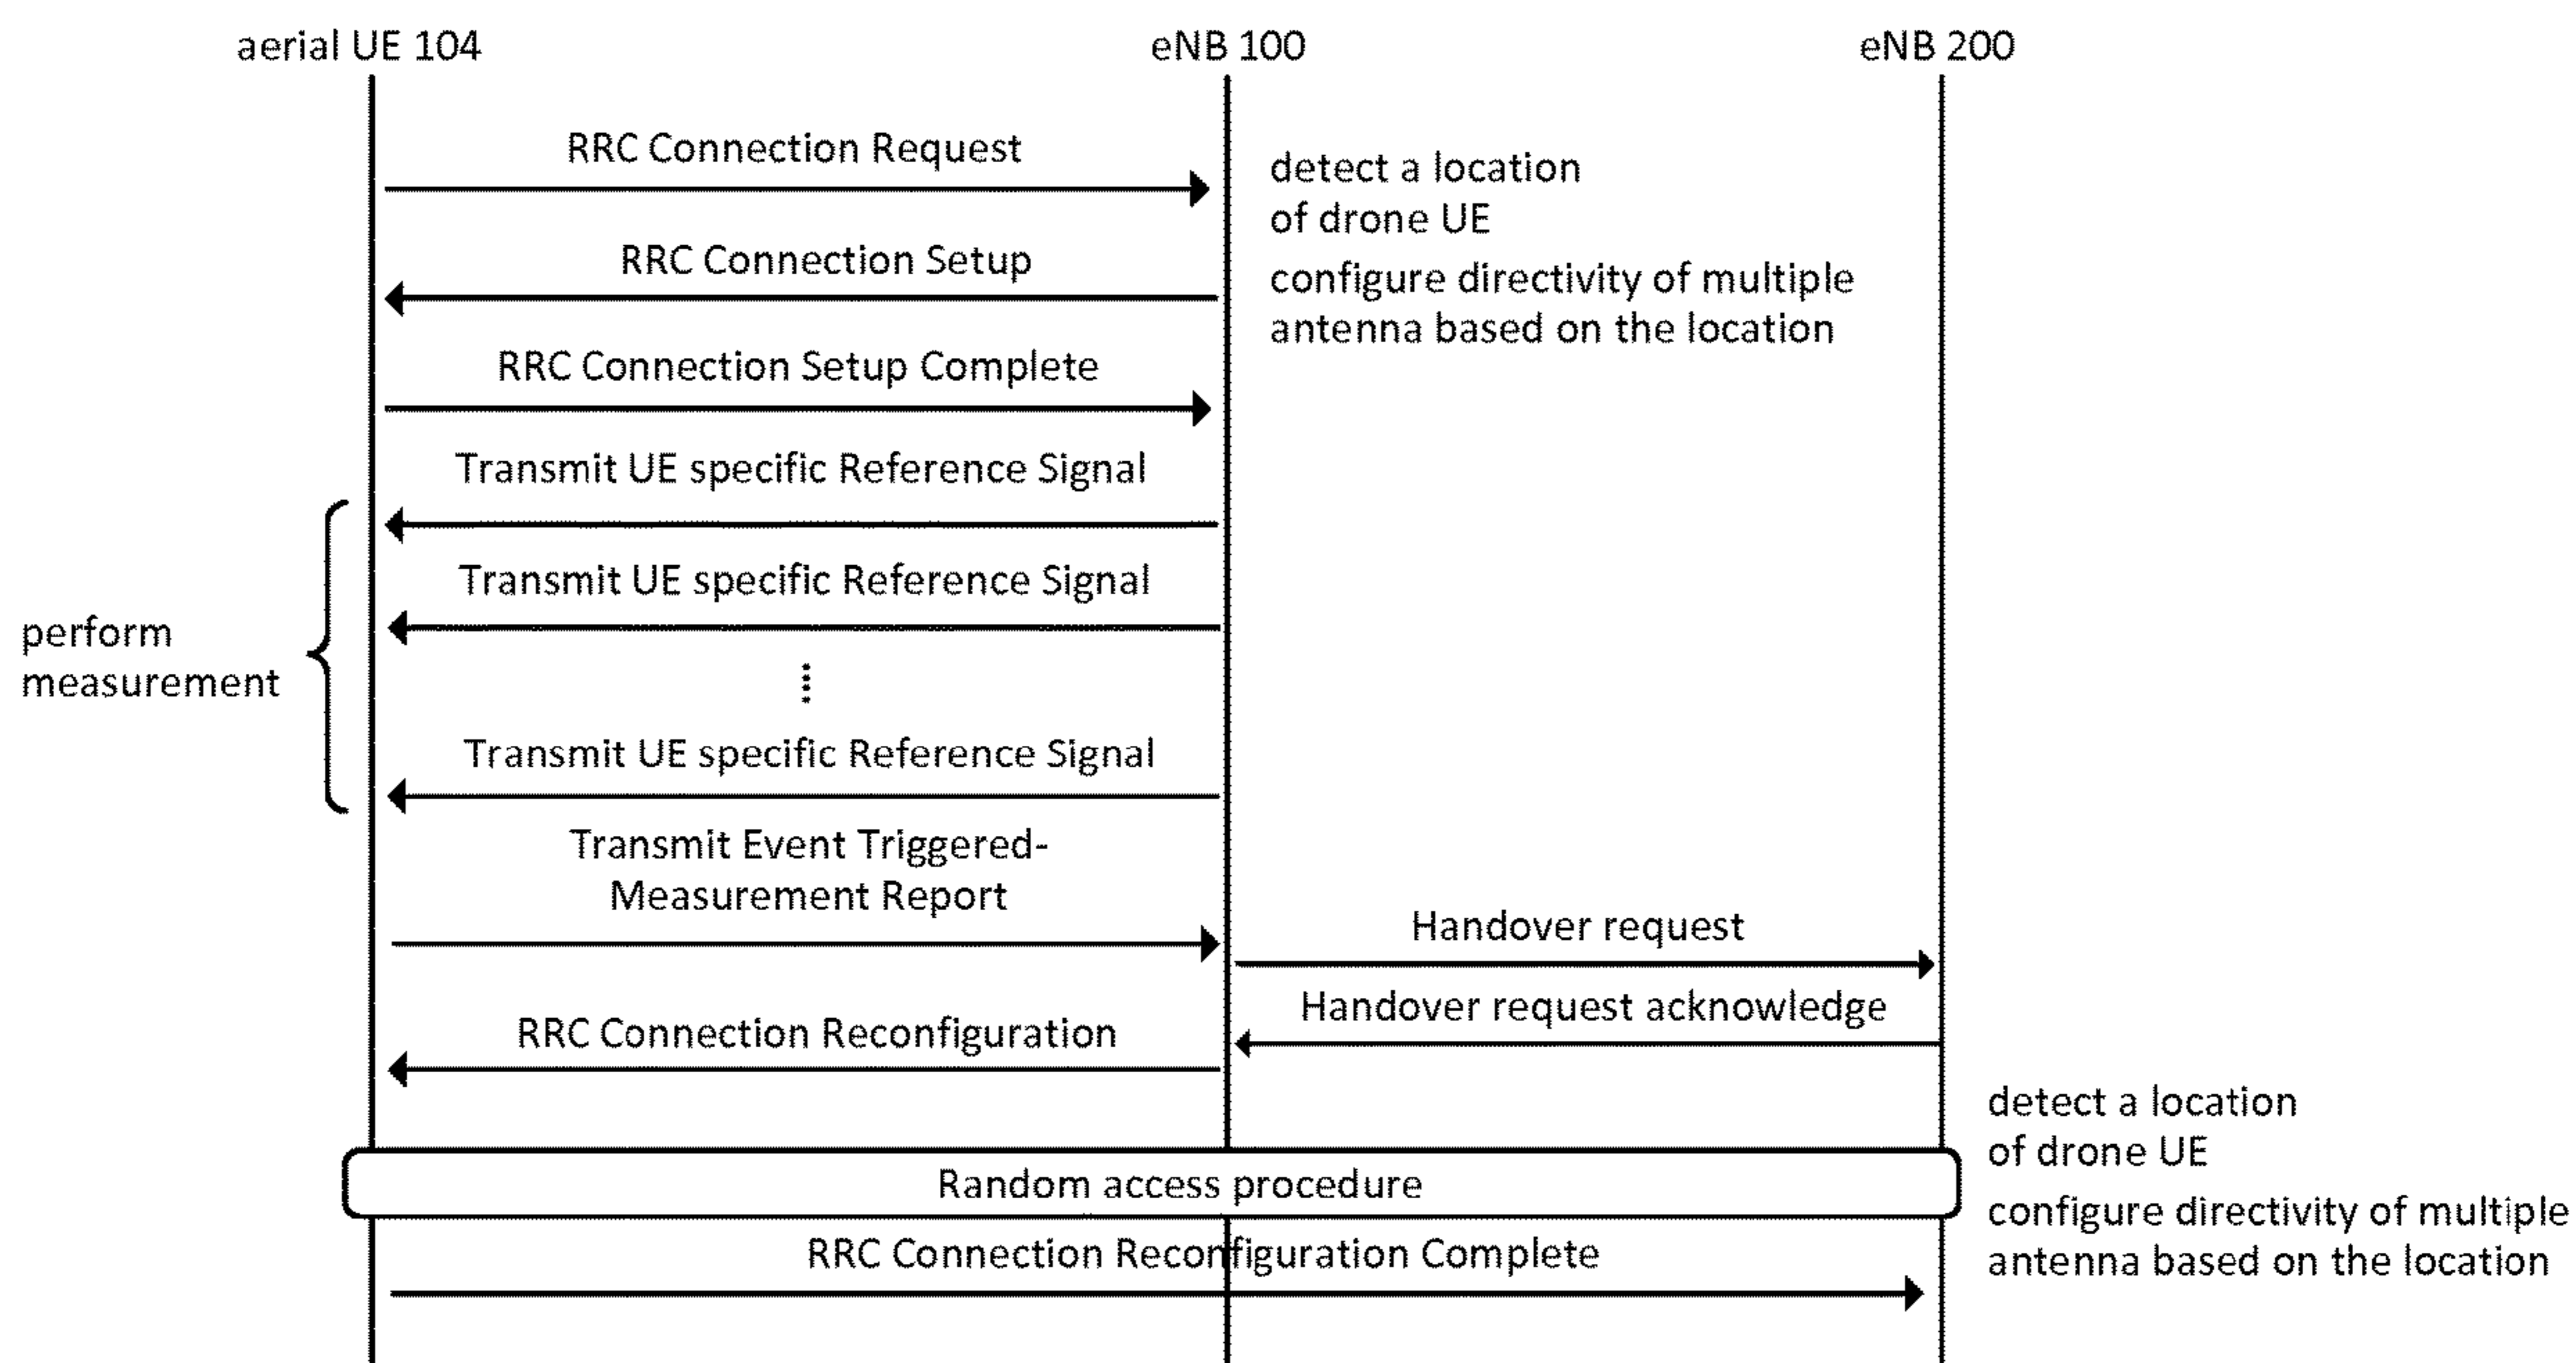 aerial UE 104
eNB 100
eNB 200
RRC Connection Request
detect a location
of drone UE
RRC Connection Setup
configure directivity of multiple
antenna based on the location
RRC Connection Setup Complete
Transmit UE specific Reference Signal
Transmit UE specific Reference Signal
perform
measurement
Transmit UE specific Reference Signal
Transmit Event Triggered-
Measurement Report
Handover request
Handover request acknowledge
RRC Connection Reconfiguration
detect a location
of drone UE
Random access procedure
configure directivity of multiple
antenna based on the location
RRC Connection Reconfiguration Complete